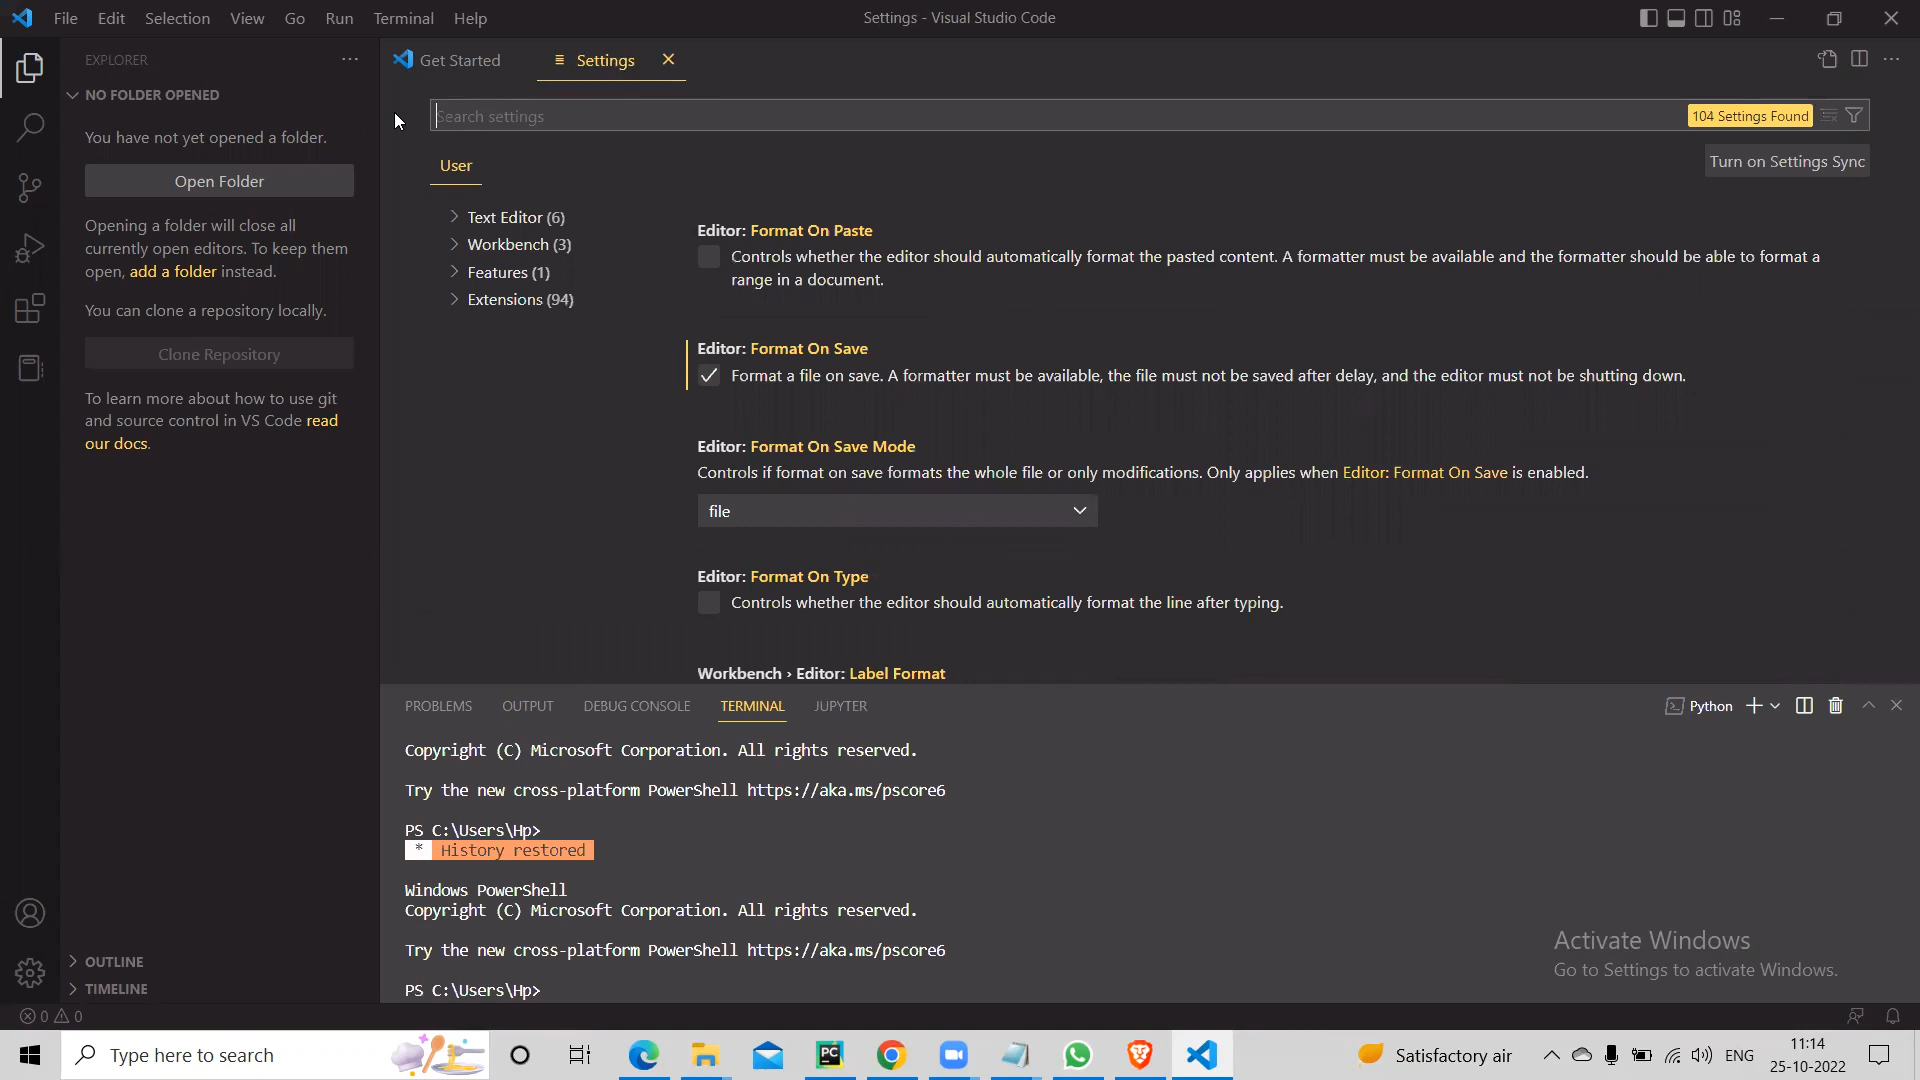 File Edit Selection View Go Run Terminal Help
Settings - Visual Studio Code
EXPLORER
NO FOLDER OPENED
You have not yet opened a folder.
Open Folder
Opening a folder will close all
currently open editors. To keep them
open, add a folder instead.
You can clone a repository locally.
Clone Repository
To learn more about how to use git
and source control in VS Code read
our docs.
OUTLINE
TIMELINE
Get Started
Settings
Search settings
104 Settings Found
User
Turn on Settings Sync
Text Editor (6)
Workbench (3)
Features (1)
Extensions (94)
Editor: Format On Paste
Controls whether the editor should automatically format the pasted content. A formatter must be available and the formatter should be able to format a
range in a document.
Editor: Format On Save
Format a file on save. A formatter must be available, the file must not be saved after delay, and the editor must not be shutting down.
Editor: Format On Save Mode
Controls if format on save formats the whole file or only modifications. Only applies when Editor: Format On Save is enabled.
file
Editor: Format On Type
Controls whether the editor should automatically format the line after typing.
Workbench › Editor: Label Format
PROBLEMS OUTPUT DEBUG CONSOLE TERMINAL JUPYTER
Python
Copyright (C) Microsoft Corporation. All rights reserved.
Try the new cross-platform PowerShell https://aka.ms/pscore6
PS C:\Users\Hp>
* History restored
Windows PowerShell
Copyright (C) Microsoft Corporation. All rights reserved.
Try the new cross-platform PowerShell https://aka.ms/pscore6
PS C:\Users\Hp>
Activate Windows
Go to Settings to activate Windows.
0 0
Type here to search
PC
Satisfactory air
ENG
11:14
25-10-2022